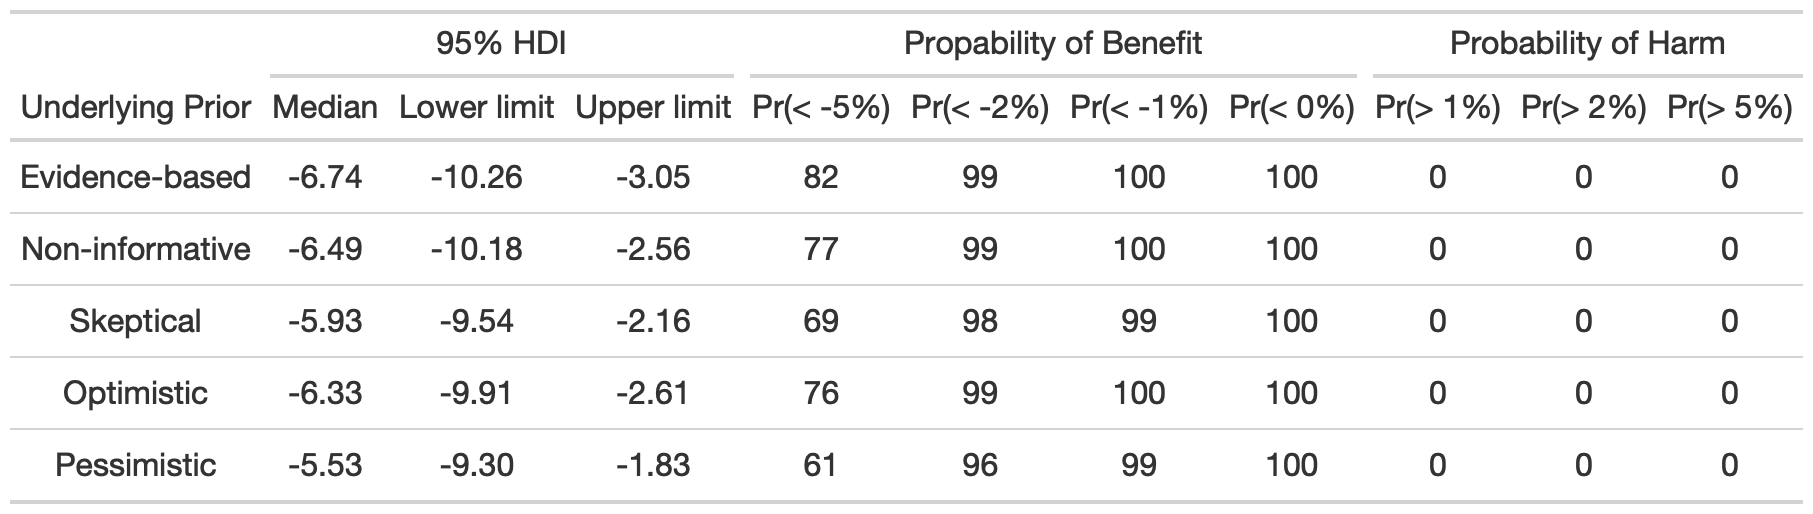 95% HDI Propability of Benefit Probability of Harm
Underlying Prior Median Lower limit Upper limit Pr(< -5%) Pr(< -2%) Pr(< -1%) Pr(< 0%) Pr(> 1%) Pr(> 2%) Pr(> 5%)
Evidence-based -6.74 -10.26 -3.05 82 99 100 100 0 0 0
Non-informative -6.49 -10.18 -2.56 77 99 100 100 0 0 0
Skeptical -5.93 -9.54 -2.16 69 98 99 100 0 0 0
Optimistic -6.33 -9.91 -2.61 76 99 100 100 0 0 0
Pessimistic -5.53 -9.30 -1.83 61 96 99 100 0 0 0